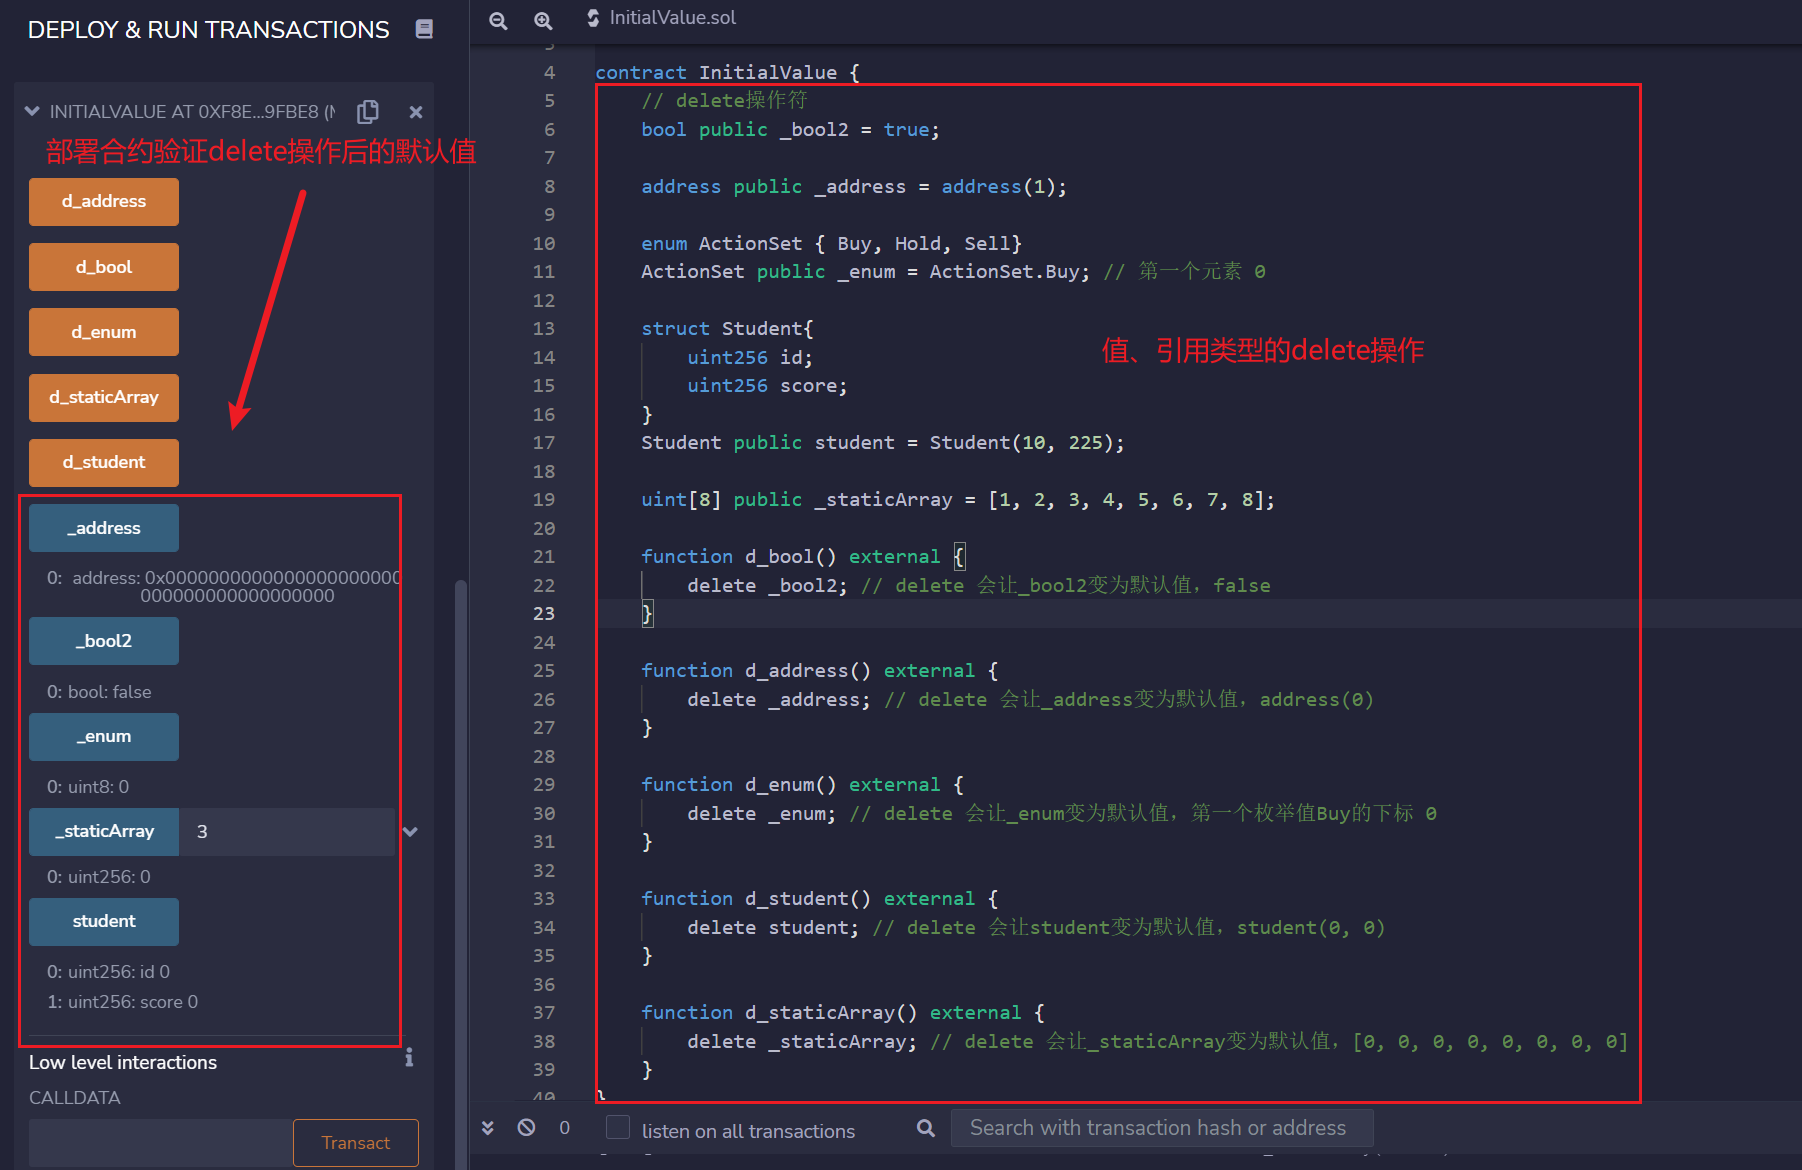 DEPLOY & RUN TRANSACTIONS
INITIALVALUE AT 0XF8E...9FBE8 (
部署合约验证delete操作后的默认值
d_address
d_bool
d_enum
d_staticArray
d_student
_address
0: address: 0x0000000000000000000000
000000000000000000
_bool2
0: bool: false
_enum
0: uint8: 0
_staticArray 3
0: uint256: 0
student
0: uint256: id 0
1: uint256: score 0
Low level interactions
CALLDATA
Transact
InitialValue.sol
4 contract InitialValue {
5 // delete操作符
6 bool public _bool2 = true;
7
8 address public _address = address(1);
9
10 enum ActionSet { Buy, Hold, Sell}
11 ActionSet public _enum = ActionSet.Buy; // 第一个元素 0
12
13 struct Student{
14 uint256 id;
15 uint256 score;
16 }
17 Student public student = Student(10, 225);
18
19 uint[8] public _staticArray = [1, 2, 3, 4, 5, 6, 7, 8];
20
21 function d_bool() external {
22 delete _bool2; // delete 会让_bool2变为默认值，false
23 }
24
25 function d_address() external {
26 delete _address; // delete 会让_address变为默认值，address(0)
27 }
28
29 function d_enum() external {
30 delete _enum; // delete 会让_enum变为默认值，第一个枚举值Buy的下标 0
31 }
32
33 function d_student() external {
34 delete student; // delete 会让student变为默认值，student(0, 0)
35 }
36
37 function d_staticArray() external {
38 delete _staticArray; // delete 会让_staticArray变为默认值，[0, 0, 0, 0, 0, 0, 0, 0]
39 }
40 }
值、引用类型的delete操作
0
listen on all transactions
Search with transaction hash or address